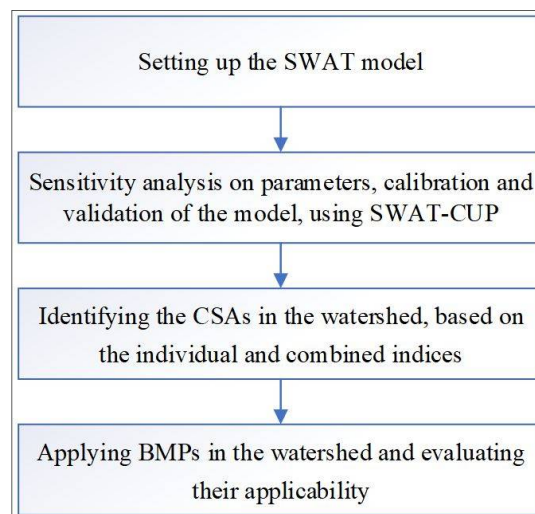 Setting up the SWAT model
Sensitivity analysis on parameters, calibration and
validation of the model, using SWAT-CUP
Identifying the CSAs in the watershed, based on
the individual and combined indices
Applying BMPs in the watershed and evaluating
their applicability